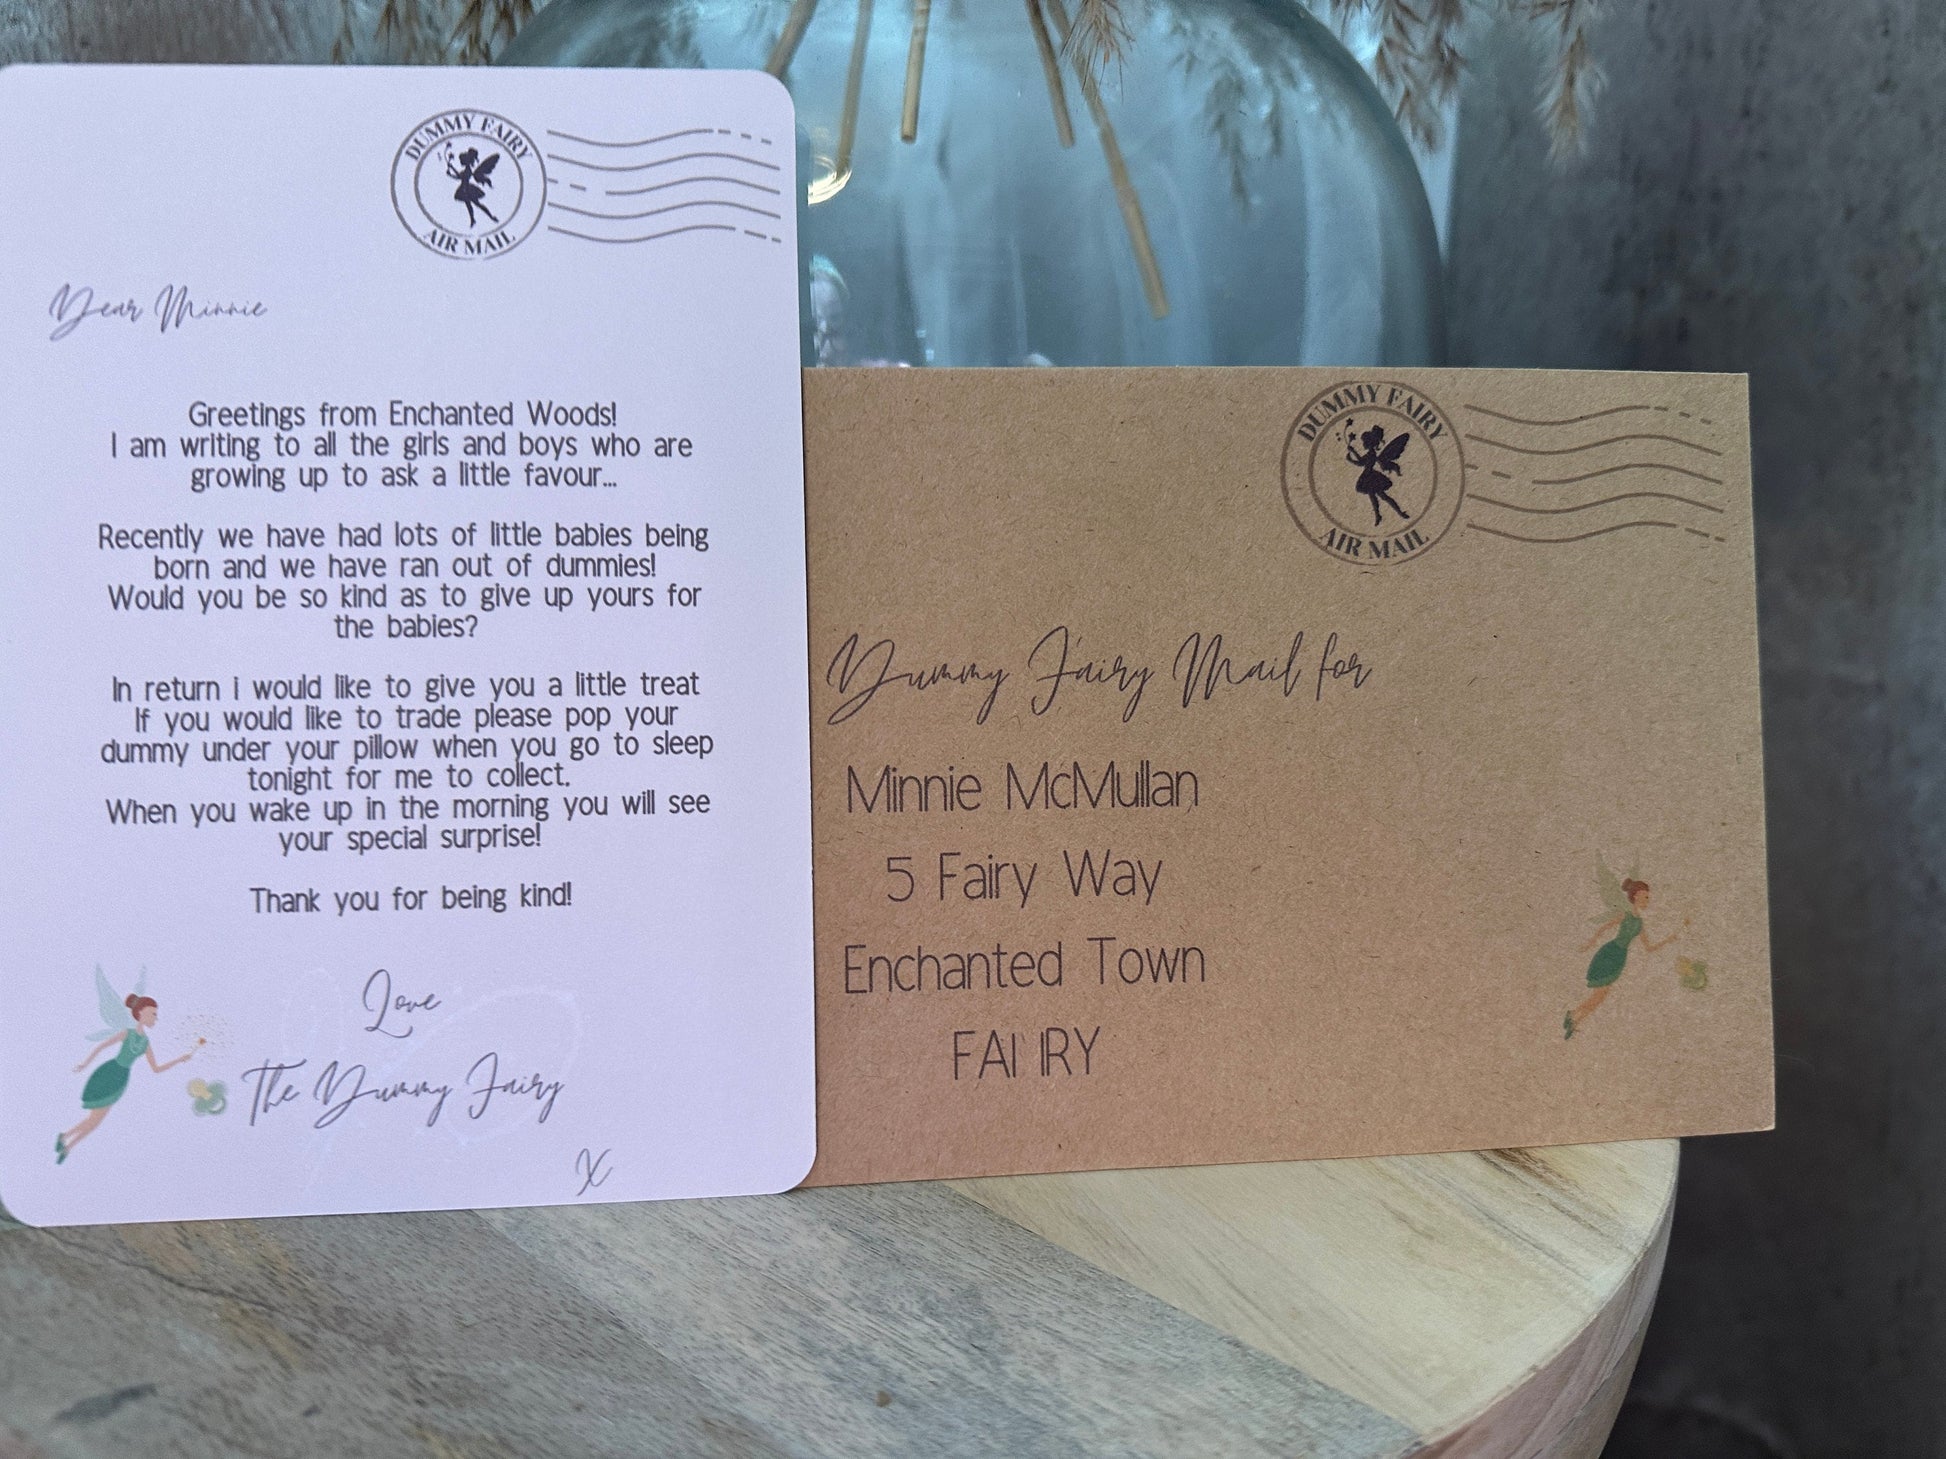 DUMMY FAIRY
AIR MAIL
Dear Minnie
Greetings from Enchanted Woods!
I am writing to all the girls and boys who are
growing up to ask a little favour...
Recently we have had lots of little babies being
born and we have ran out of dummies!
Would you be so kind as to give up yours for
the babies?
In return i would like to give you a little treat
If you would like to trade please pop your
dummy under your pillow when you go to sleep
tonight for me to collect.
When you wake up in the morning you will see
your special surprise!
Thank you for being kind!
Love
The Dummy Fairy
X
DUMMY FAIRY
AIR MAIL
Dummy Fairy Mail for
Minnie McMullan
5 Fairy Way
Enchanted Town
FA1 1RY